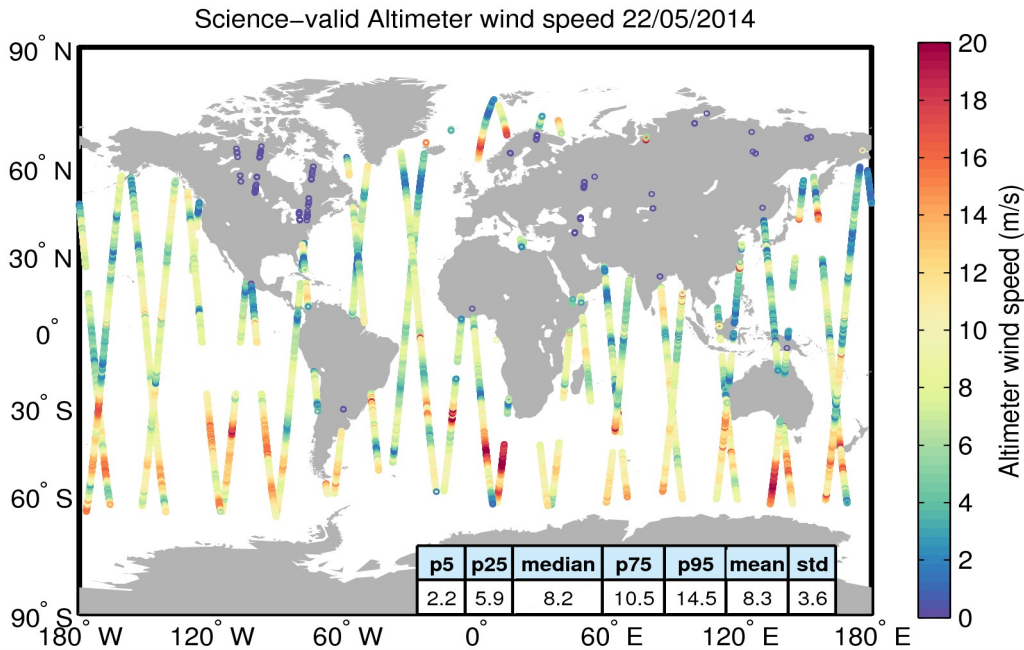 Science−valid Altimeter wind speed 22/05/2014
90° N
60° N
30° N
0°
30° S
60° S
90° S
180° W
120° W
60° W
0°
60° E
120° E
180° E
p5 p25 median p75 p95 mean std
2.2 5.9 8.2 10.5 14.5 8.3 3.6
20
18
16
14
12
10
8
6
4
2
0
Altimeter wind speed (m/s)